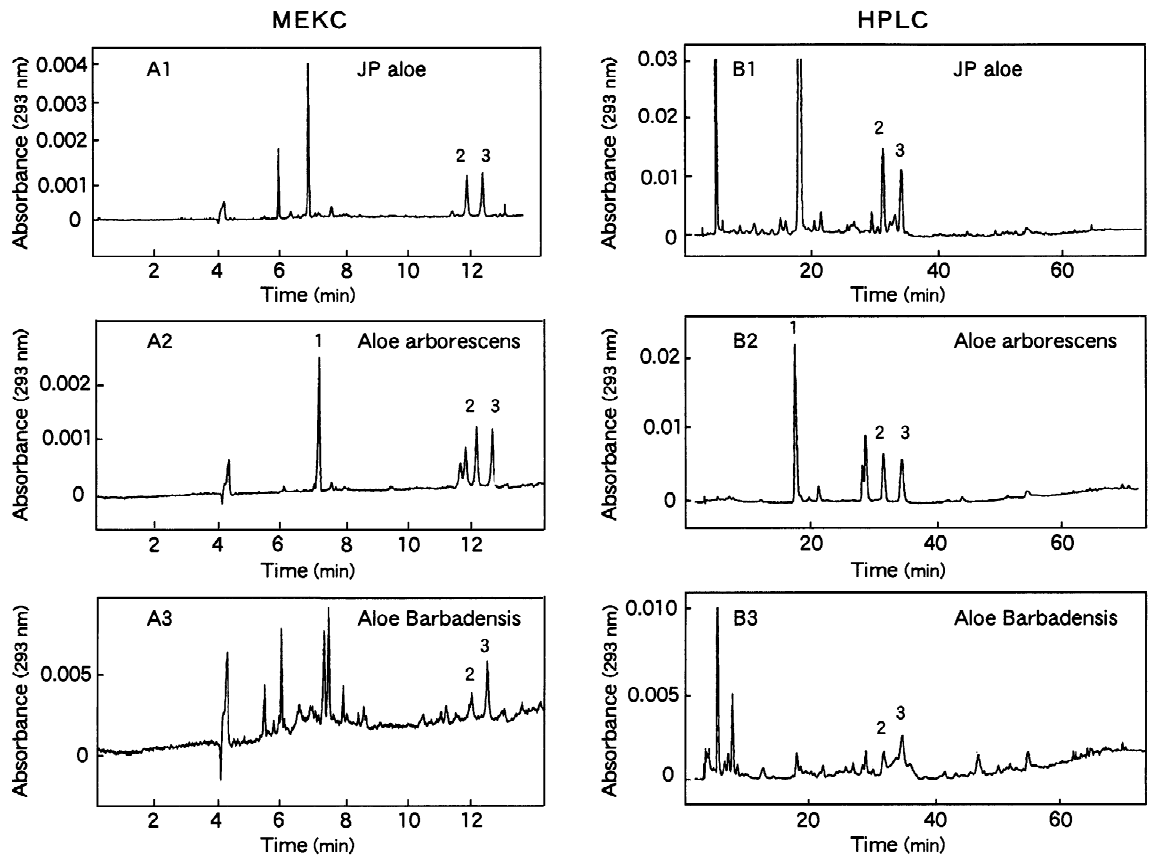 MEKC
HPLC
A1
JP aloe
Absorbance (293 nm)
0.004
0.003
0.002
0.001
0
2
3
2 4 6 8 10 12
Time (min)
B1
JP aloe
Absorbance (293 nm)
0.03
0.02
0.01
0
2
3
20 40 60
Time (min)
A2
Aloe arborescens
Absorbance (293 nm)
0.002
0.001
0
1
2
3
2 4 6 8 10 12
Time (min)
B2
Aloe arborescens
Absorbance (293 nm)
0.02
0.01
0
1
2
3
20 40 60
Time (min)
A3
Aloe Barbadensis
Absorbance (293 nm)
0.005
0
2
3
2 4 6 8 10 12
Time (min)
B3
Aloe Barbadensis
Absorbance (293 nm)
0.010
0.005
0
2
3
20 40 60
Time (min)